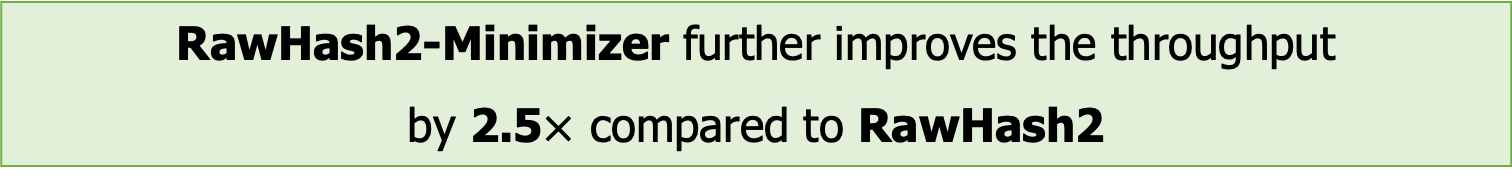 RawHash2-Minimizer further improves the throughput
by 2.5× compared to RawHash2